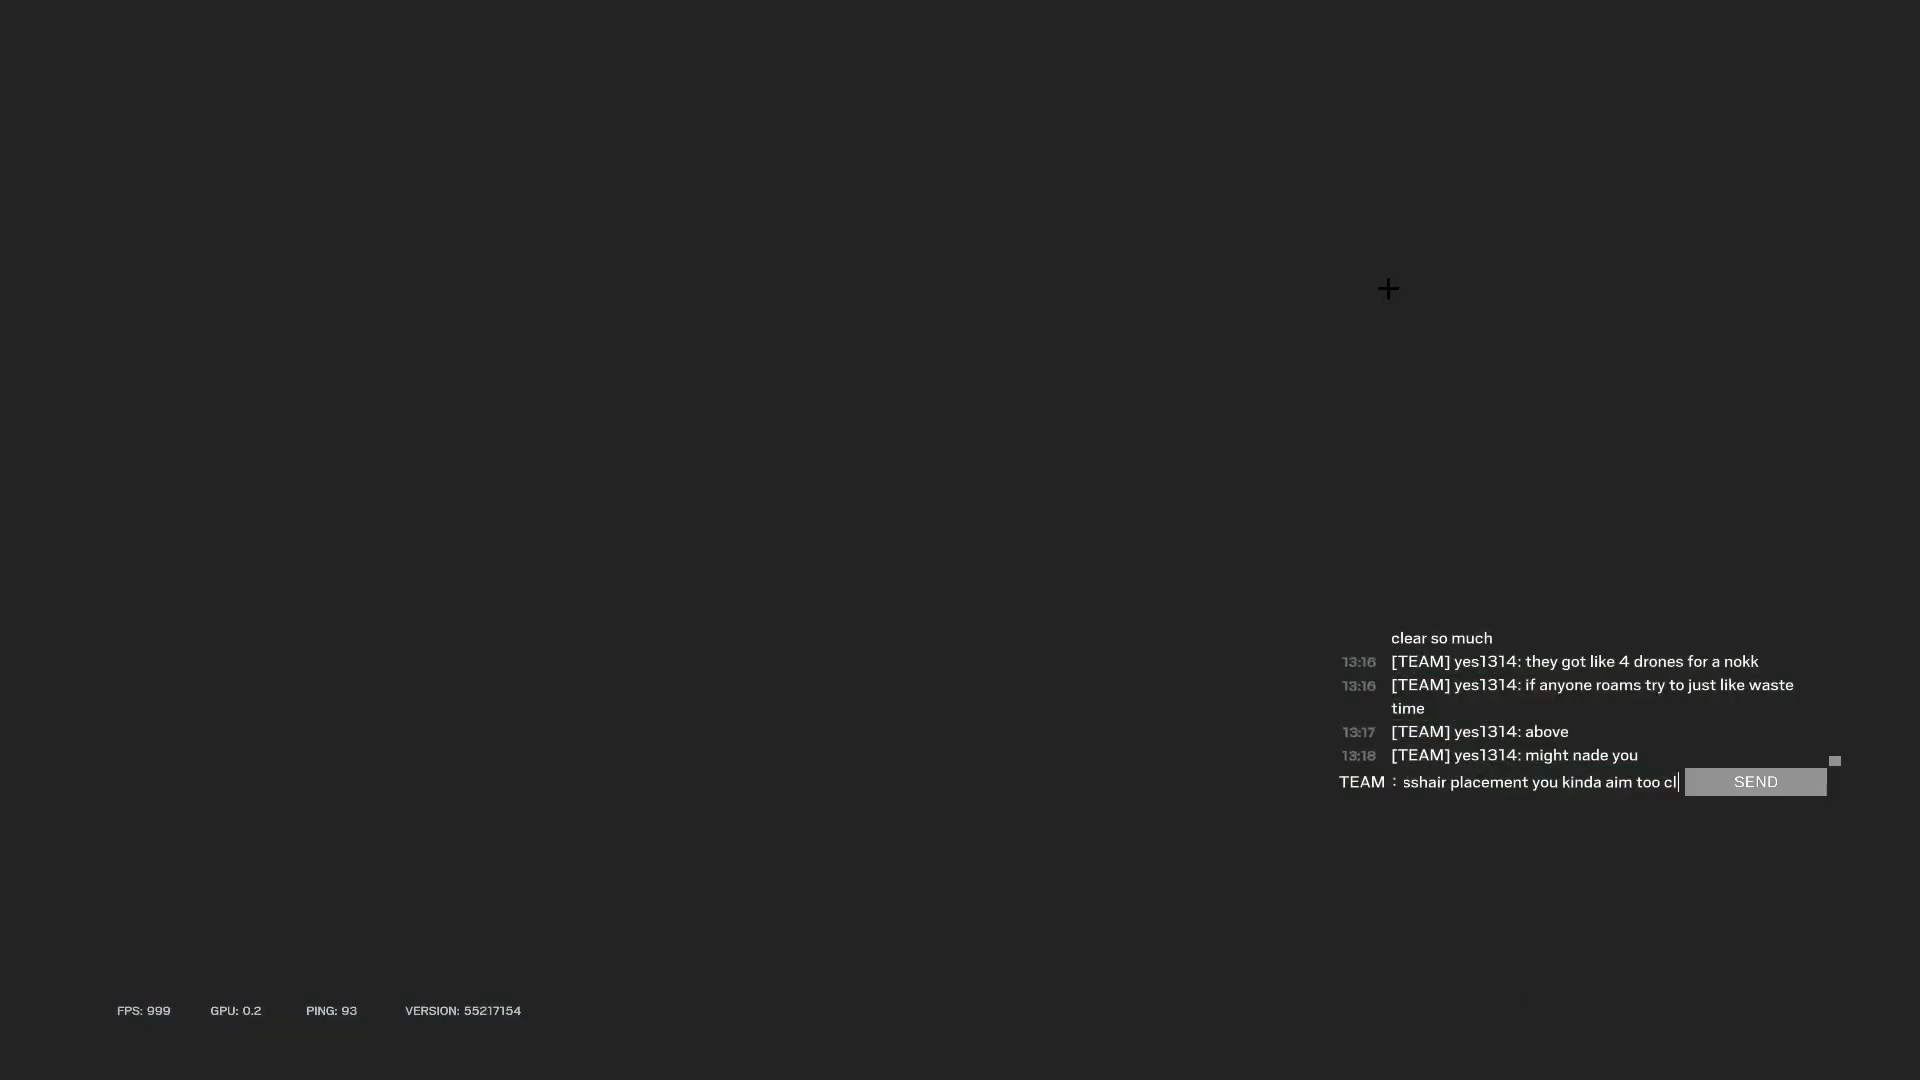 clear so much
13:16 [TEAM] yes1314: they got like 4 drones for a nokk
13:16 [TEAM] yes1314: if anyone roams try to just like waste
time
13:17 [TEAM] yes1314: above
13:18 [TEAM] yes1314: might nade you
TEAM : sshair placement you kinda aim too cl SEND
FPS: 999 GPU: 0.2 PING: 93 VERSION: 55217154